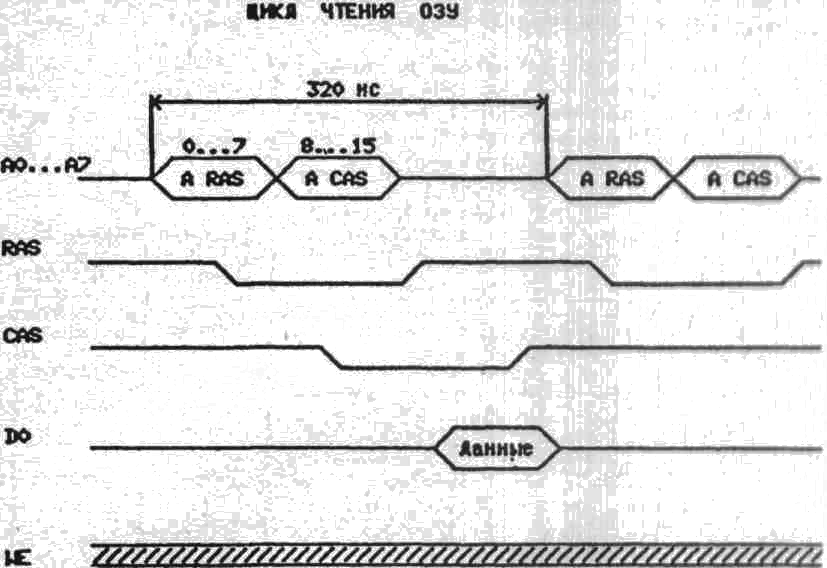 ЦИКЛ ЧТЕНИЯ ОЗУ
320 НС
0...7 8...15
A0...A7 A RAS A CAS A RAS A CAS
RAS
CAS
DO Данные
WE